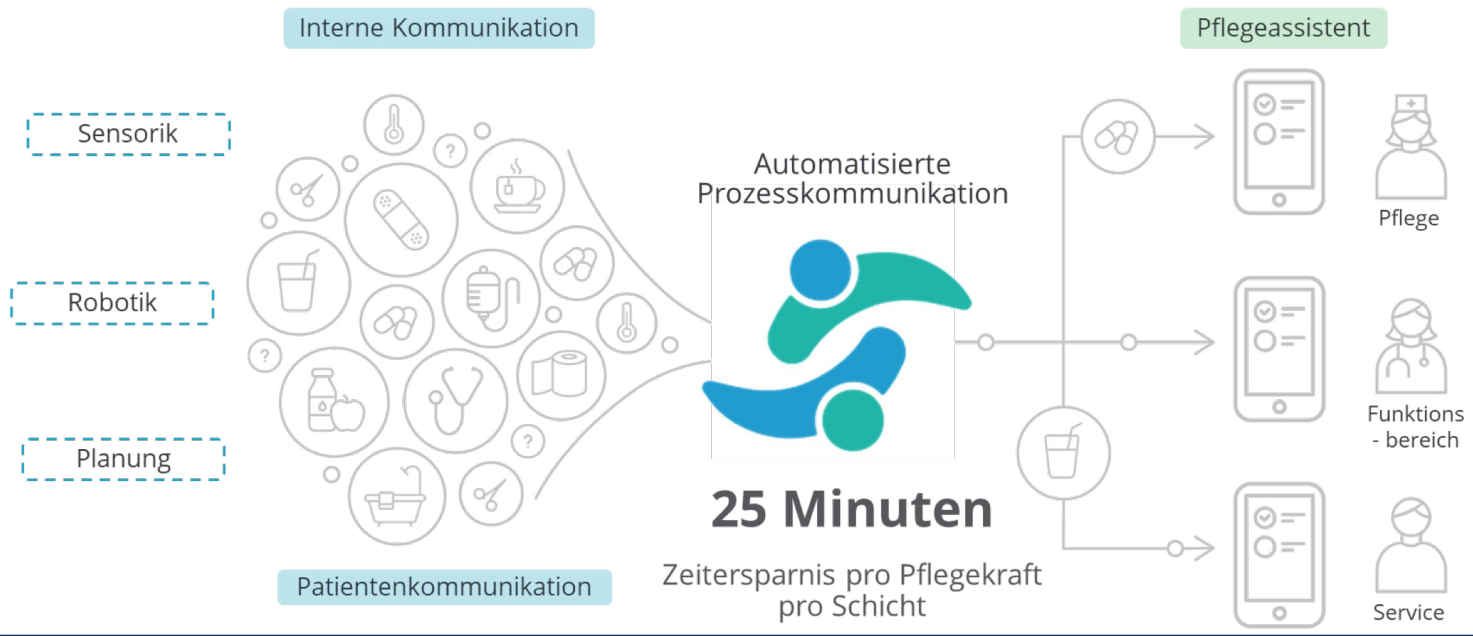 Interne Kommunikation
Pflegeassistent
Sensorik
Robotik
Planung
?
?
?
Patientenkommunikation
Automatisierte
Prozesskommunikation
25 Minuten
Zeitersparnis pro Pflegekraft
pro Schicht
Pflege
Funktions
- bereich
Service